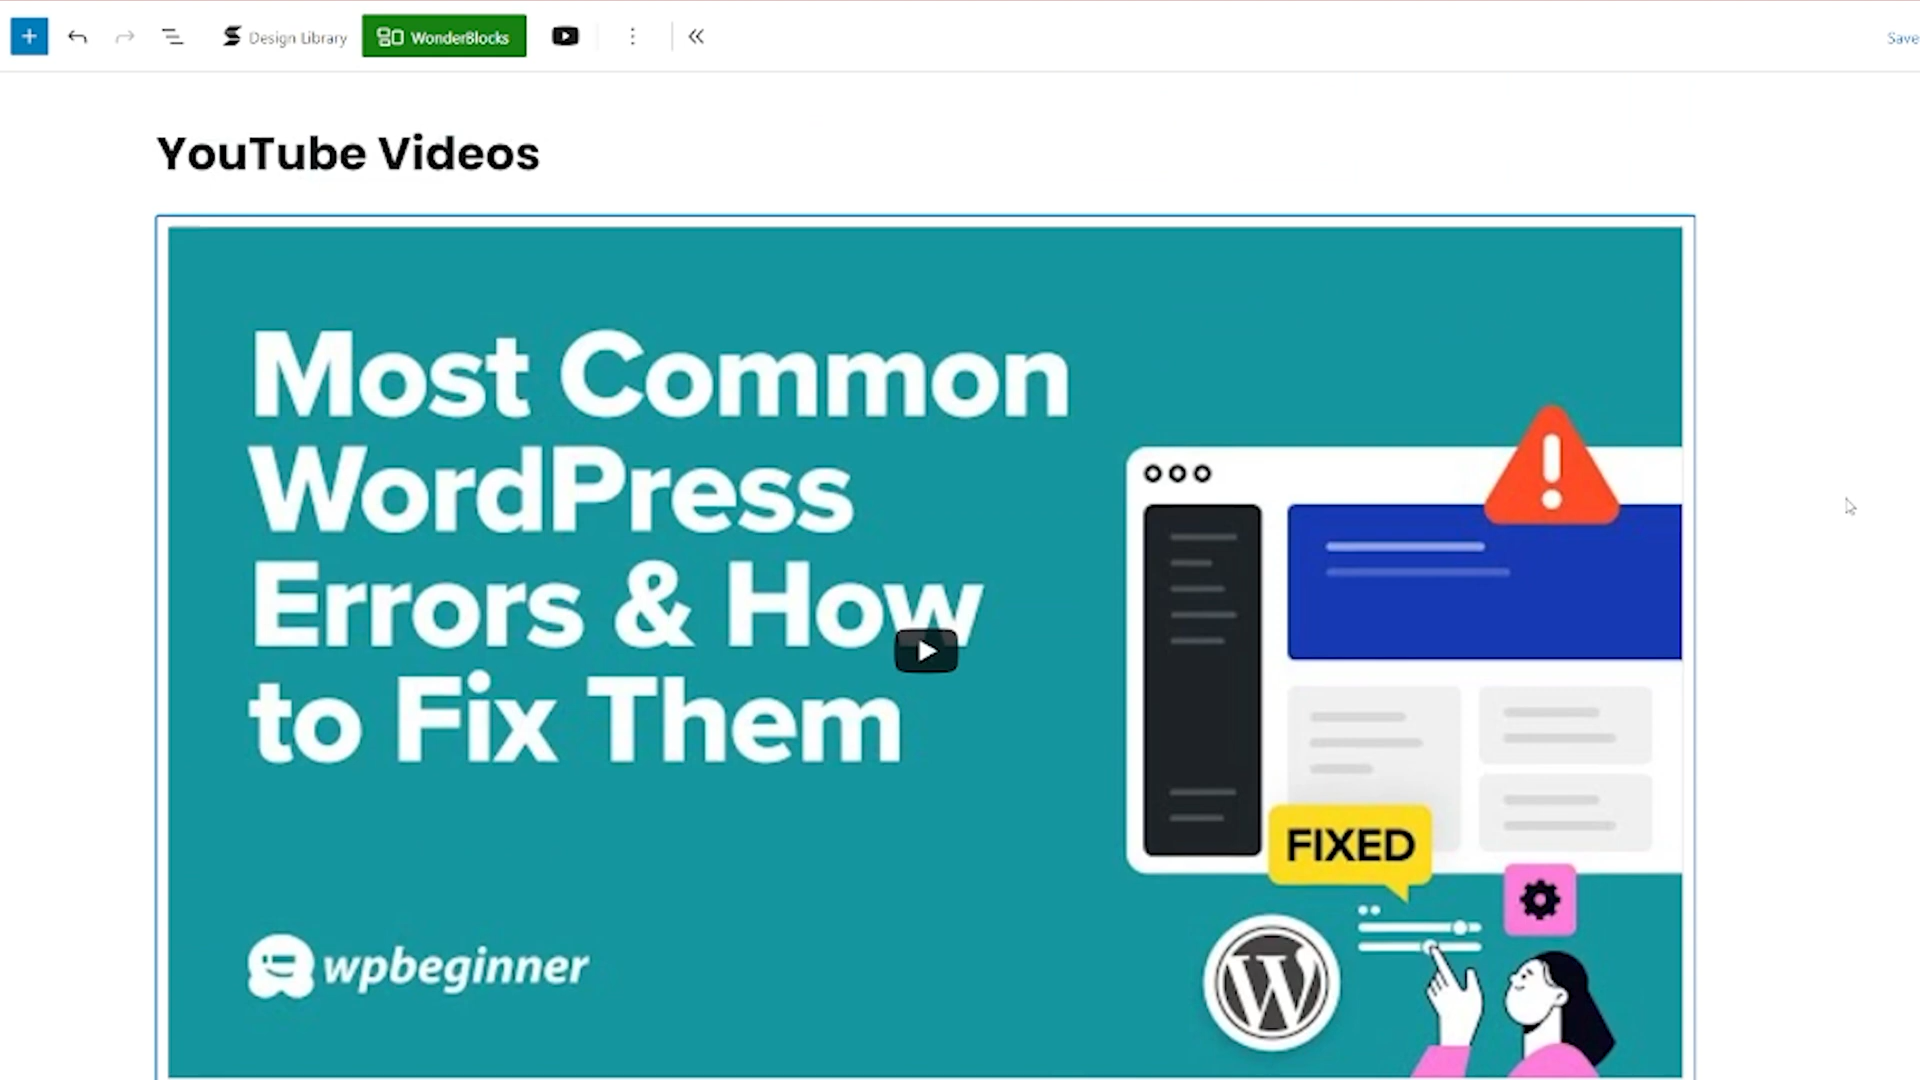 Design Library WonderBlocks
Save
YouTube Videos
Most Common
WordPress
Errors & How
to Fix Them
FIXED
wpbeginner